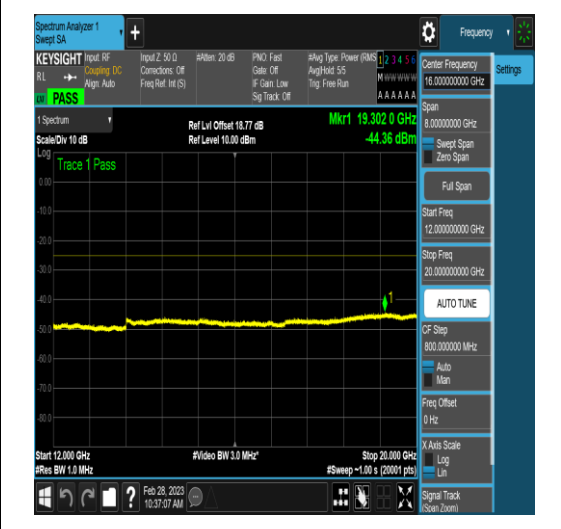 Spectrum Analyzer 1
Swept SA
+
Frequency
KEYSIGHT
RL
PASS
Input: RF
Coupling: DC
Align: Auto
Input Z: 50 Ω
Corrections: Off
Freq Ref: Int (S)
#Atten: 20 dB
PNO: Fast
Gate: Off
IF Gain: Low
Sig Track: Off
#Avg Type: Power (RMS
Avg|Hold: 5/5
Trig: Free Run
1 2 3 4 5 6
M W W W W W
A A A A A A
1 Spectrum
Scale/Div 10 dB
Ref Lvl Offset 18.77 dB
Ref Level 10.00 dBm
Mkr1 19.302 0 GHz
-44.36 dBm
Log
Trace 1 Pass
0.00
-10.0
-20.0
-30.0
-40.0
-50.0
-60.0
-70.0
-80.0
1
Start 12.000 GHz
#Res BW 1.0 MHz
#Video BW 3.0 MHz*
Stop 20.000 GHz
#Sweep ~1.00 s (20001 pts)
?
Feb 28, 2023
10:37:07 AM
Center Frequency
16.000000000 GHz
Settings
Span
8.00000000 GHz
Swept Span
Zero Span
Full Span
Start Freq
12.000000000 GHz
Stop Freq
20.000000000 GHz
AUTO TUNE
CF Step
800.000000 MHz
Auto
Man
Freq Offset
0 Hz
X Axis Scale
Log
Lin
Signal Track
(Span Zoom)